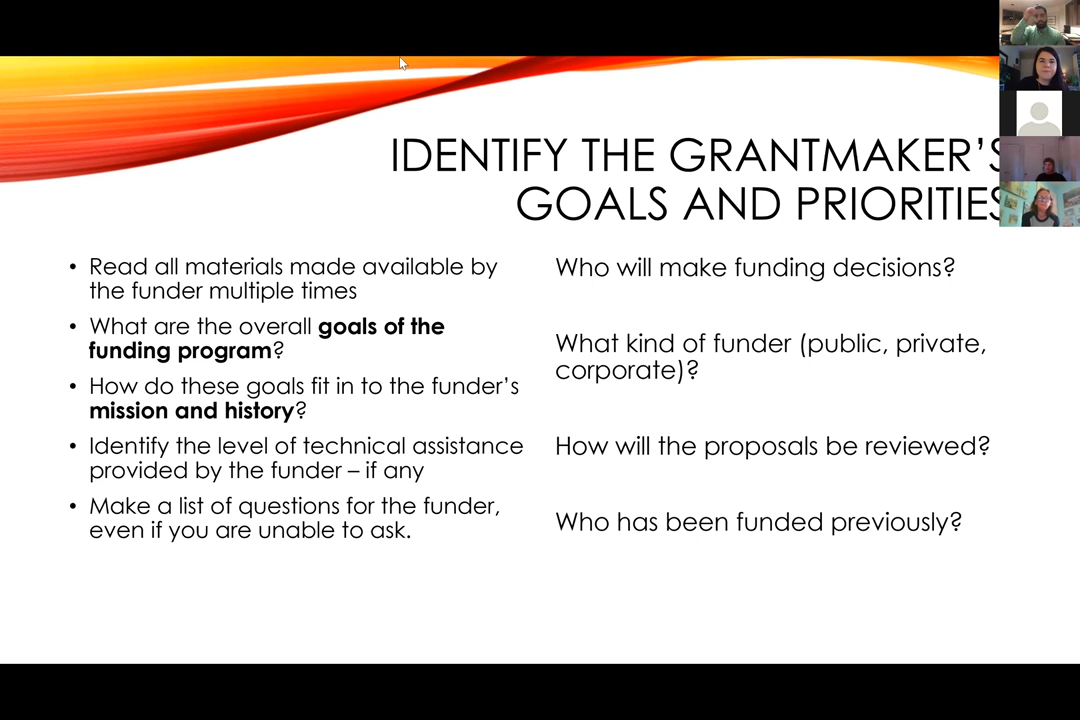 IDENTIFY THE GRANTMAKER'S
GOALS AND PRIORITIES
• Read all materials made available by
the funder multiple times
• What are the overall goals of the
funding program?
• How do these goals fit in to the funder's
mission and history?
• Identify the level of technical assistance
provided by the funder – if any
• Make a list of questions for the funder,
even if you are unable to ask.
Who will make funding decisions?
What kind of funder (public, private,
corporate)?
How will the proposals be reviewed?
Who has been funded previously?